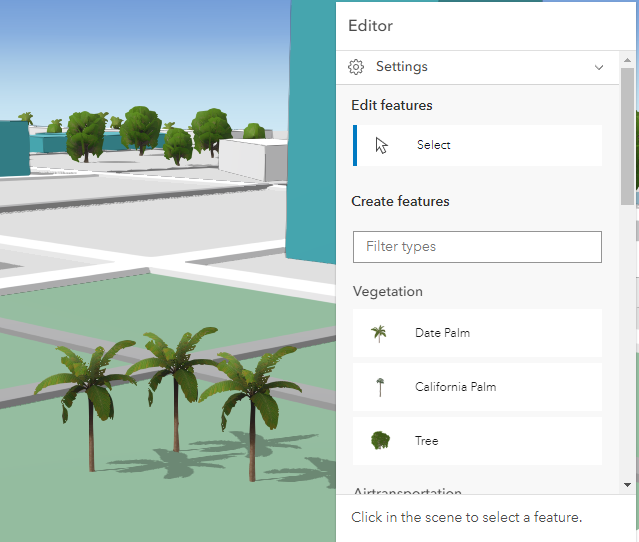 Editor
Settings
Edit features
Select
Create features
Filter types
Vegetation
Date Palm
California Palm
Tree
Airtransportation
Click in the scene to select a feature.